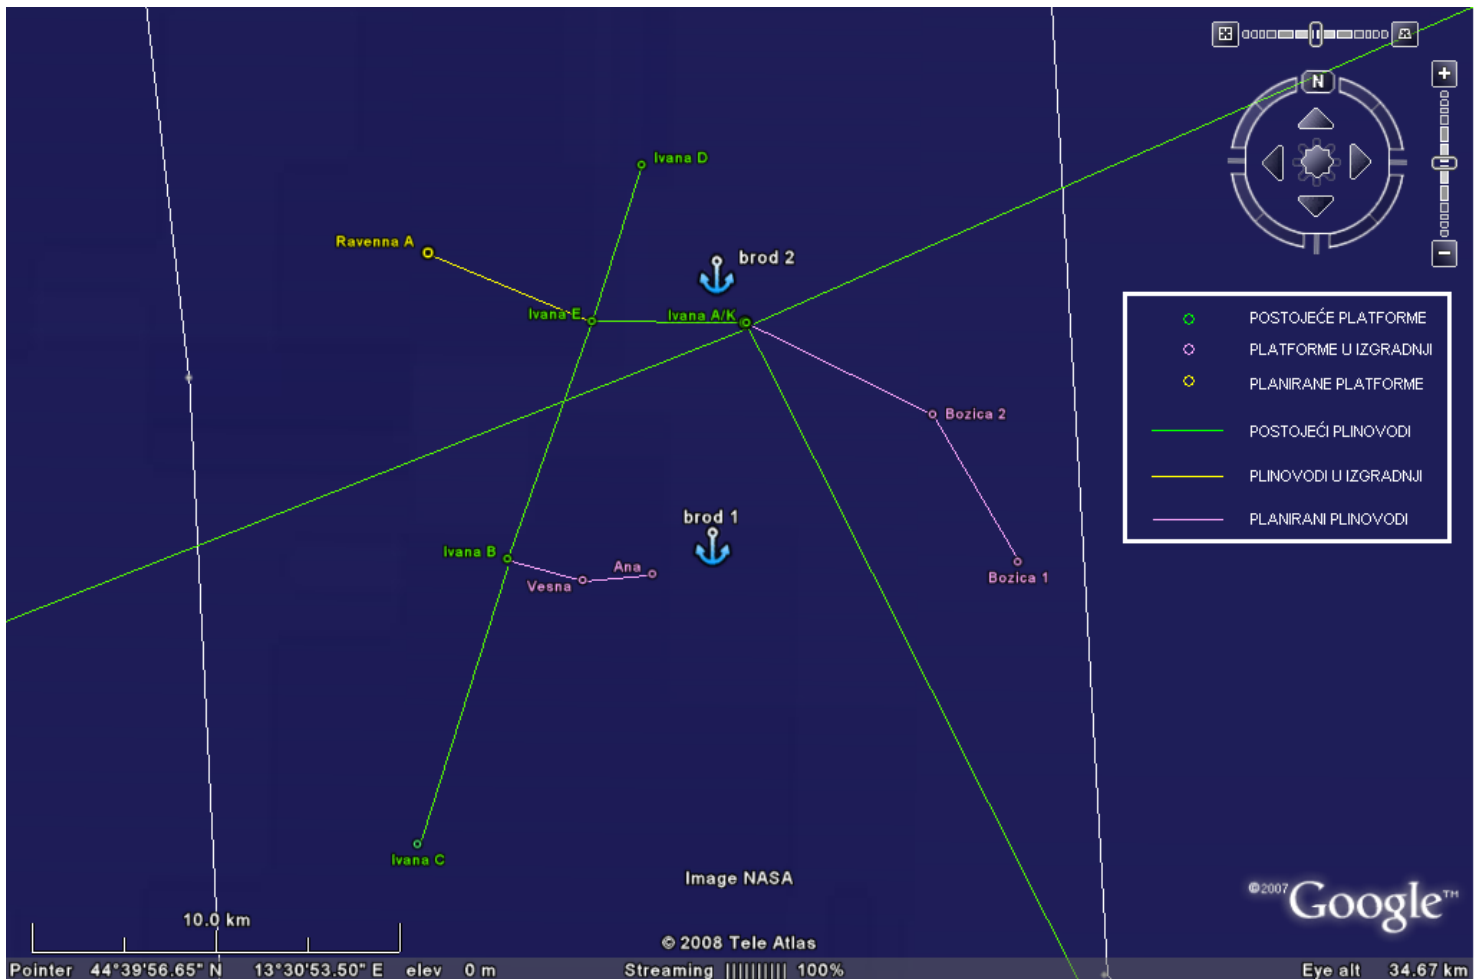 N
Ivana D
Ravenna A
brod 2
Ivana E
Ivana A/K
POSTOJEĆE PLATFORME
PLATFORME U IZGRADNJI
PLANIRANE PLATFORME
POSTOJEĆI PLINOVODI
PLINOVODI U IZGRADNJI
PLANIRANI PLINOVODI
Bozica 2
brod 1
Ivana B
Ana
Vesna
Bozica 1
Ivana C
Image NASA
©2007 Google™
10.0 km
© 2008 Tele Atlas
Pointer 44°39'56.65" N 13°30'53.50" E elev 0 m Streaming |||||||||| 100% Eye alt 34.67 km